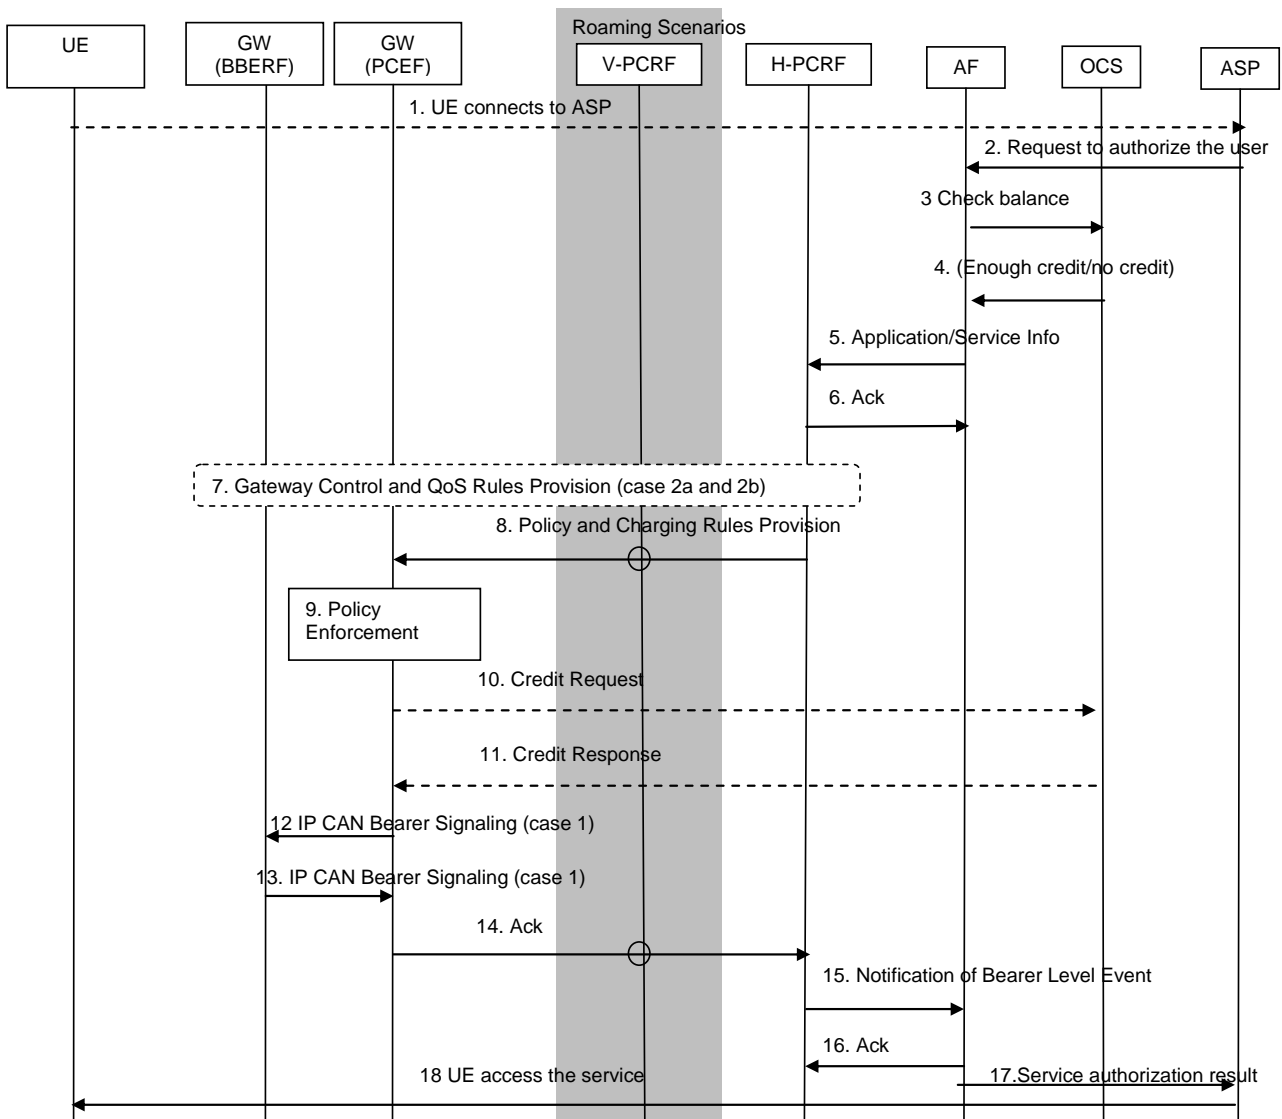 Roaming Scenarios
UE
GW
(BBERF)
GW
(PCEF)
V-PCRF
H-PCRF
AF
OCS
ASP
1. UE connects to ASP
2. Request to authorize the user
3 Check balance
4. (Enough credit/no credit)
5. Application/Service Info
6. Ack
7. Gateway Control and QoS Rules Provision (case 2a and 2b)
8. Policy and Charging Rules Provision
9. Policy
Enforcement
10. Credit Request
11. Credit Response
12 IP CAN Bearer Signaling (case 1)
13. IP CAN Bearer Signaling (case 1)
14. Ack
15. Notification of Bearer Level Event
16. Ack
17.Service authorization result
18 UE access the service